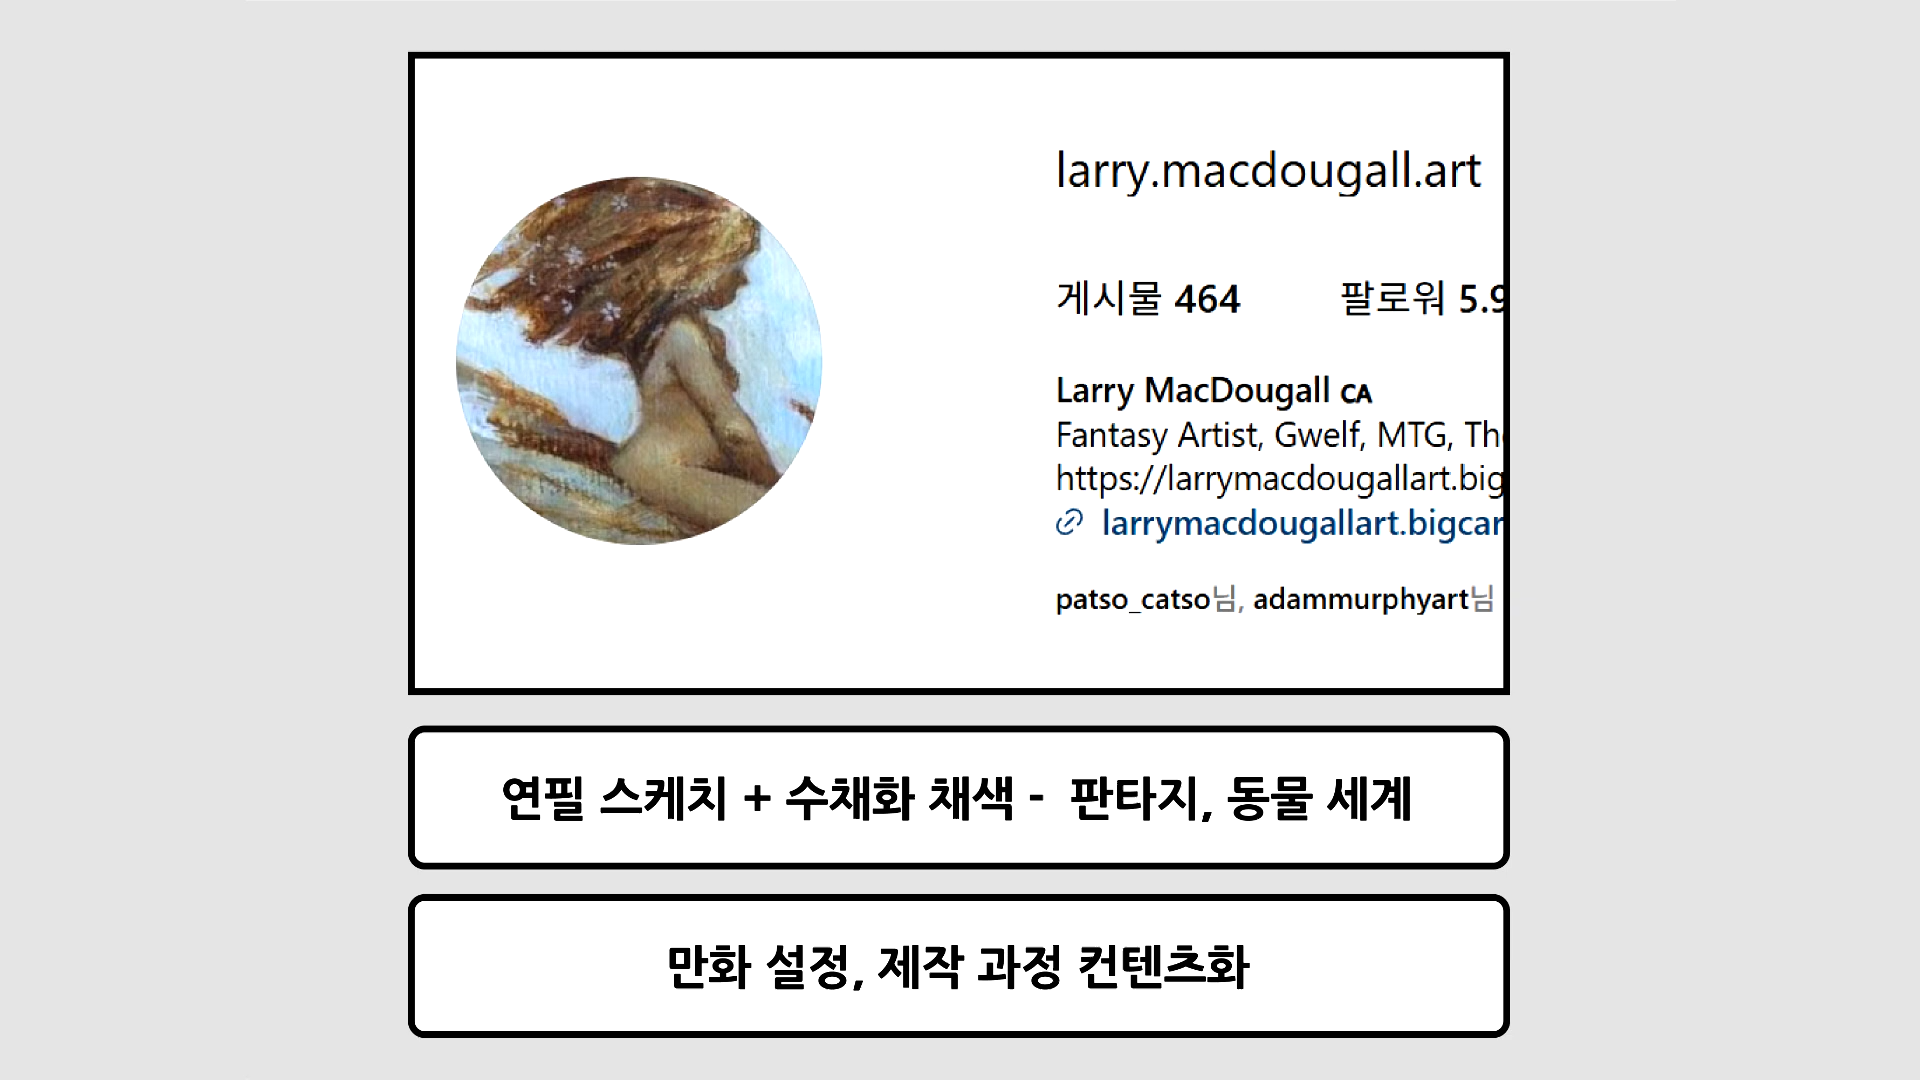 larry.macdougall.art
게시물 464 팔로워 5.9
Larry MacDougall CA
Fantasy Artist, Gwelf, MTG,
https://larrymacdougallart.big
larrymacdougallart.bigcar
patso_catso님, adammurphyart님
연필 스케치 + 수채화 채색 - 판타지, 동물 세계
만화 설정, 제작 과정 컨텐츠화